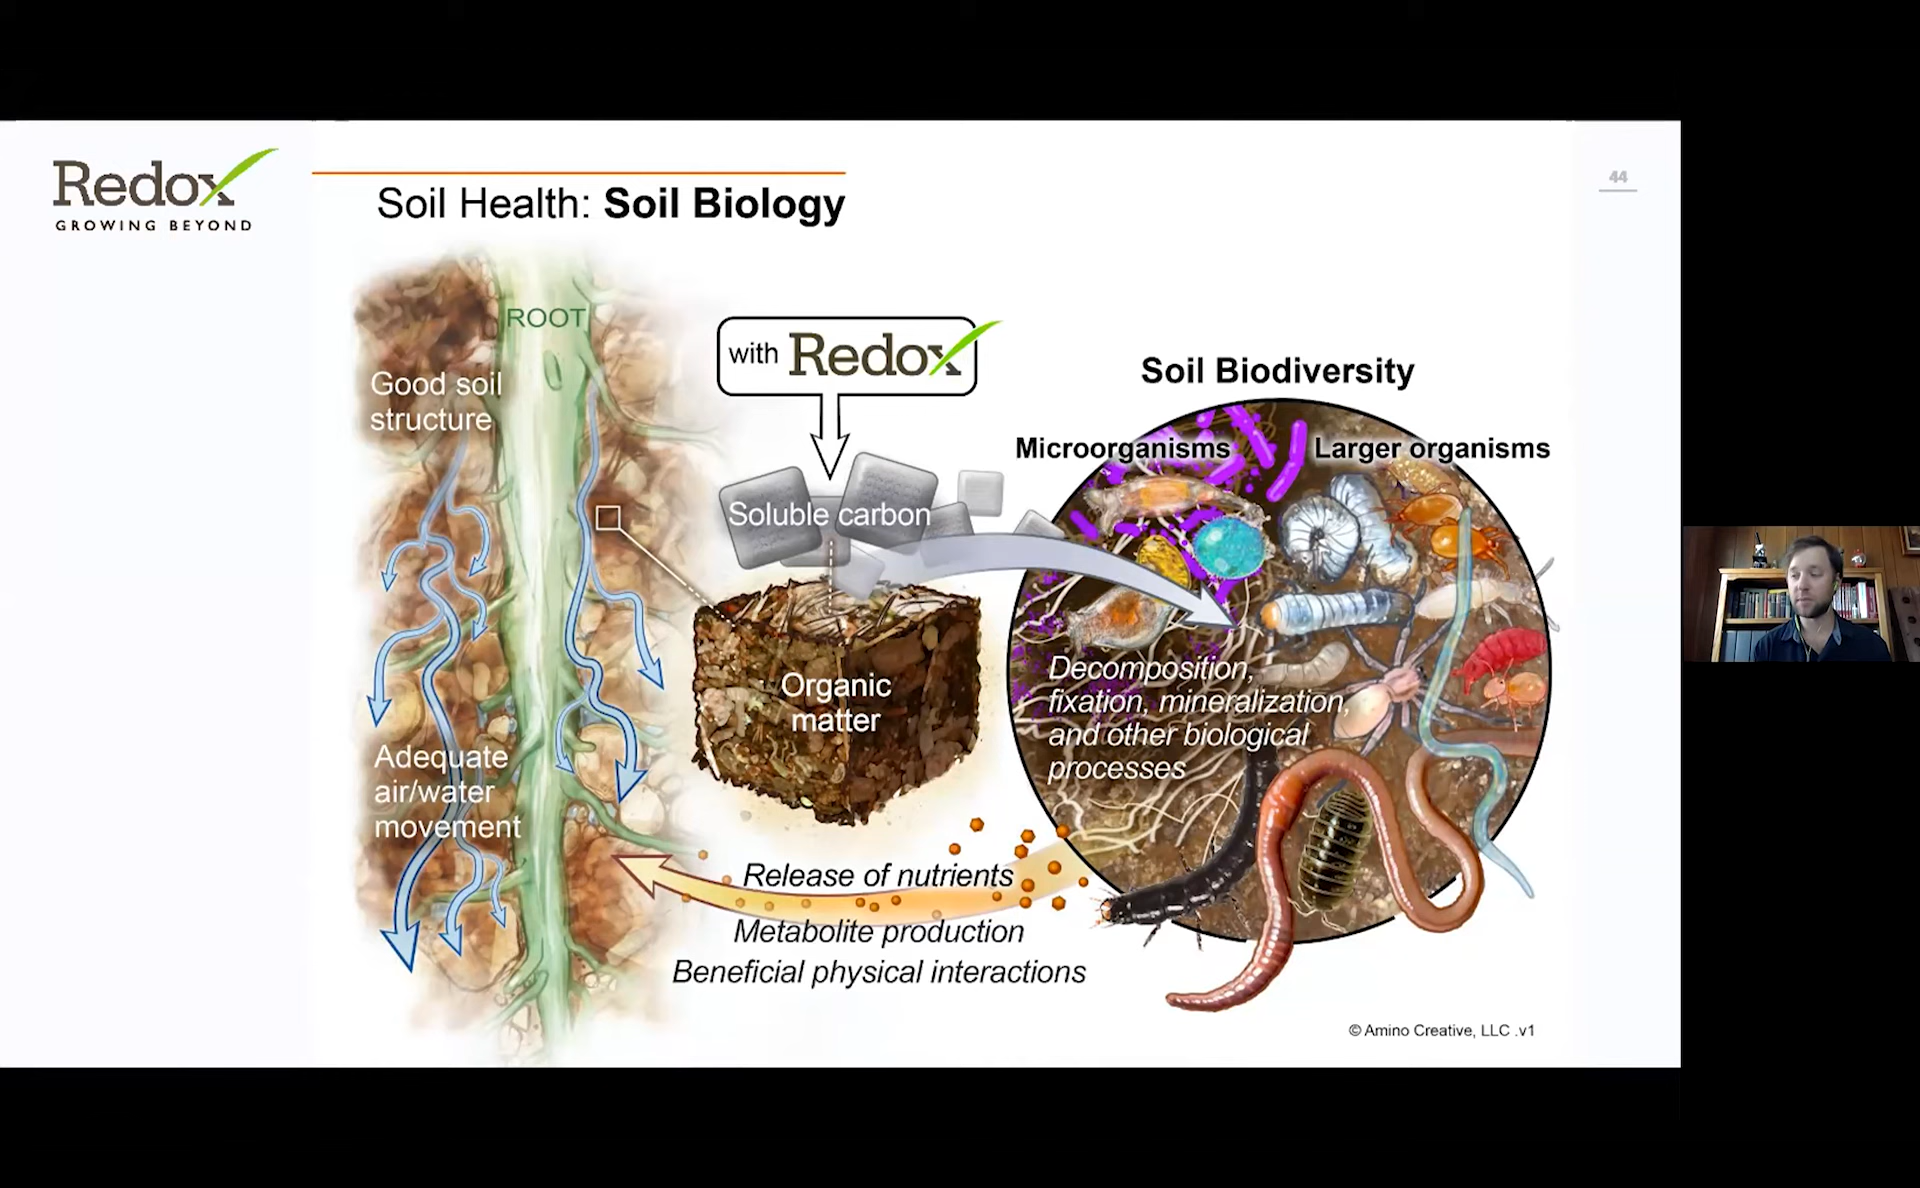 Redox
GROWING BEYOND
Soil Health: Soil Biology
44
ROOT
Good soil
structure
with Redox
Soil Biodiversity
Microorganisms
Larger organisms
Soluble carbon
Organic
matter
Decomposition,
fixation, mineralization,
and other biological
processes
Adequate
air/water
movement
Release of nutrients
Metabolite production
Beneficial physical interactions
© Amino Creative, LLC .v1